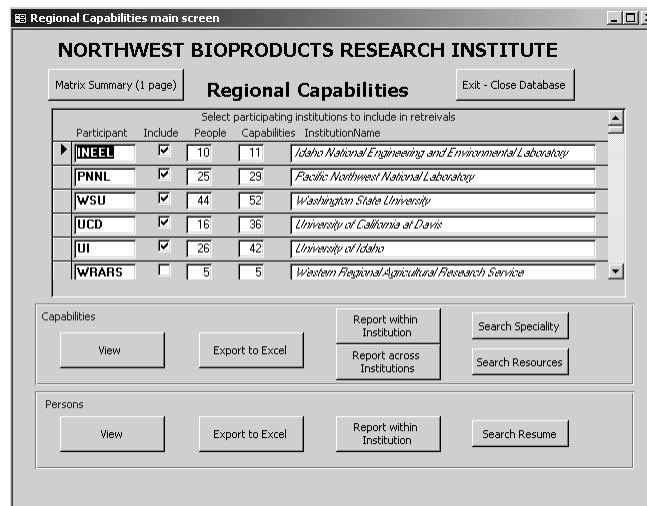 Regional Capabilities main screen
NORTHWEST BIOPRODUCTS RESEARCH INSTITUTE
Matrix Summary (1 page) Regional Capabilities Exit - Close Database
Select participating institutions to include in retreivals
Participant Include People Capabilities InstitutionName
INEEL 10 11 Idaho National Engineering and Environmental Laboratory
PNNL 25 29 Pacific Northwest National Laboratory
WSU 44 52 Washington State University
UCD 16 36 University of California at Davis
UI 26 42 University of Idaho
WRARS 5 5 Western Regional Agricultural Research Service
Capabilities
View Export to Excel Report within Institution Search Speciality
Report across Institutions Search Resources
Persons
View Export to Excel Report within Institution Search Resume